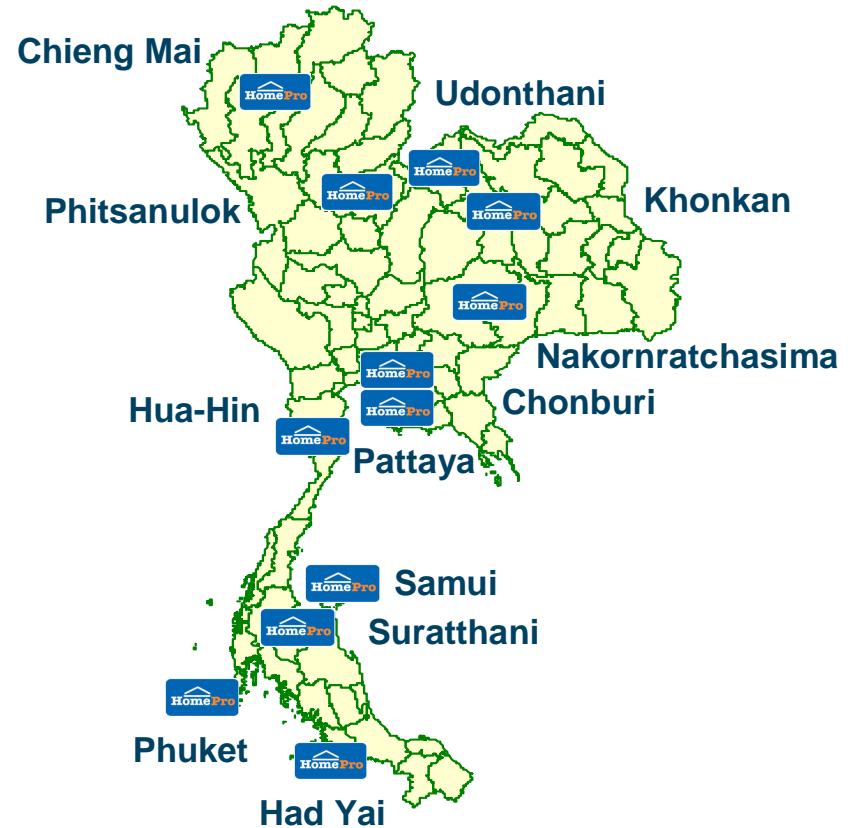 Chieng Mai
HomePro
Udonthani
HomePro
HomePro
Phitsanulok
HomePro
Khonkan
HomePro
Nakornratchasima
HomePro
Chonburi
HomePro
Hua-Hin
HomePro
Pattaya
HomePro
Samui
HomePro
Suratthani
HomePro
Phuket
HomePro
Had Yai